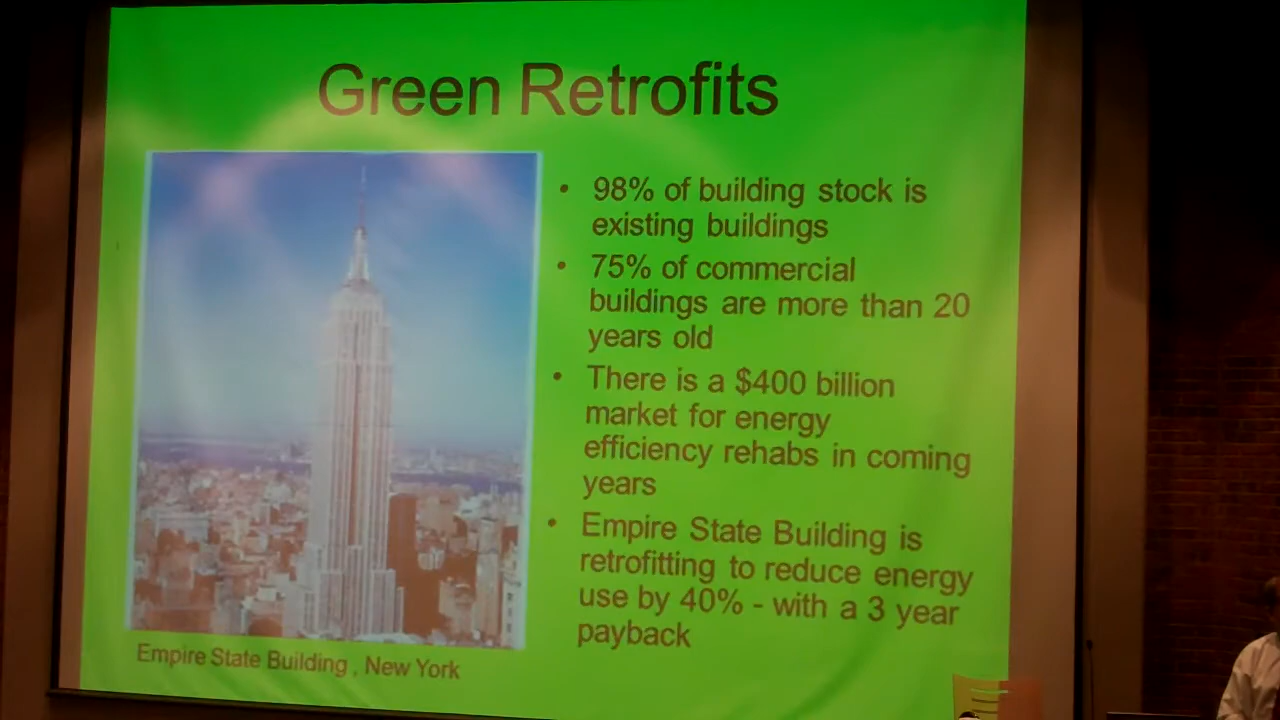 Green Retrofits
• 98% of building stock is
existing buildings
• 75% of commercial
buildings are more than 20
years old
• There is a $400 billion
market for energy
efficiency rehabs in coming
years
• Empire State Building is
retrofitting to reduce energy
use by 40% - with a 3 year
payback
Empire State Building , New York